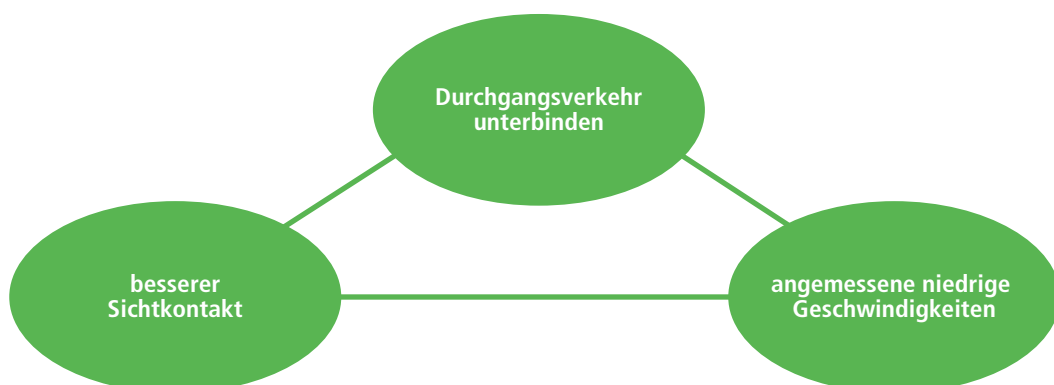 Durchgangsverkehr
unterbinden
besserer
Sichtkontakt
angemessene niedrige
Geschwindigkeiten